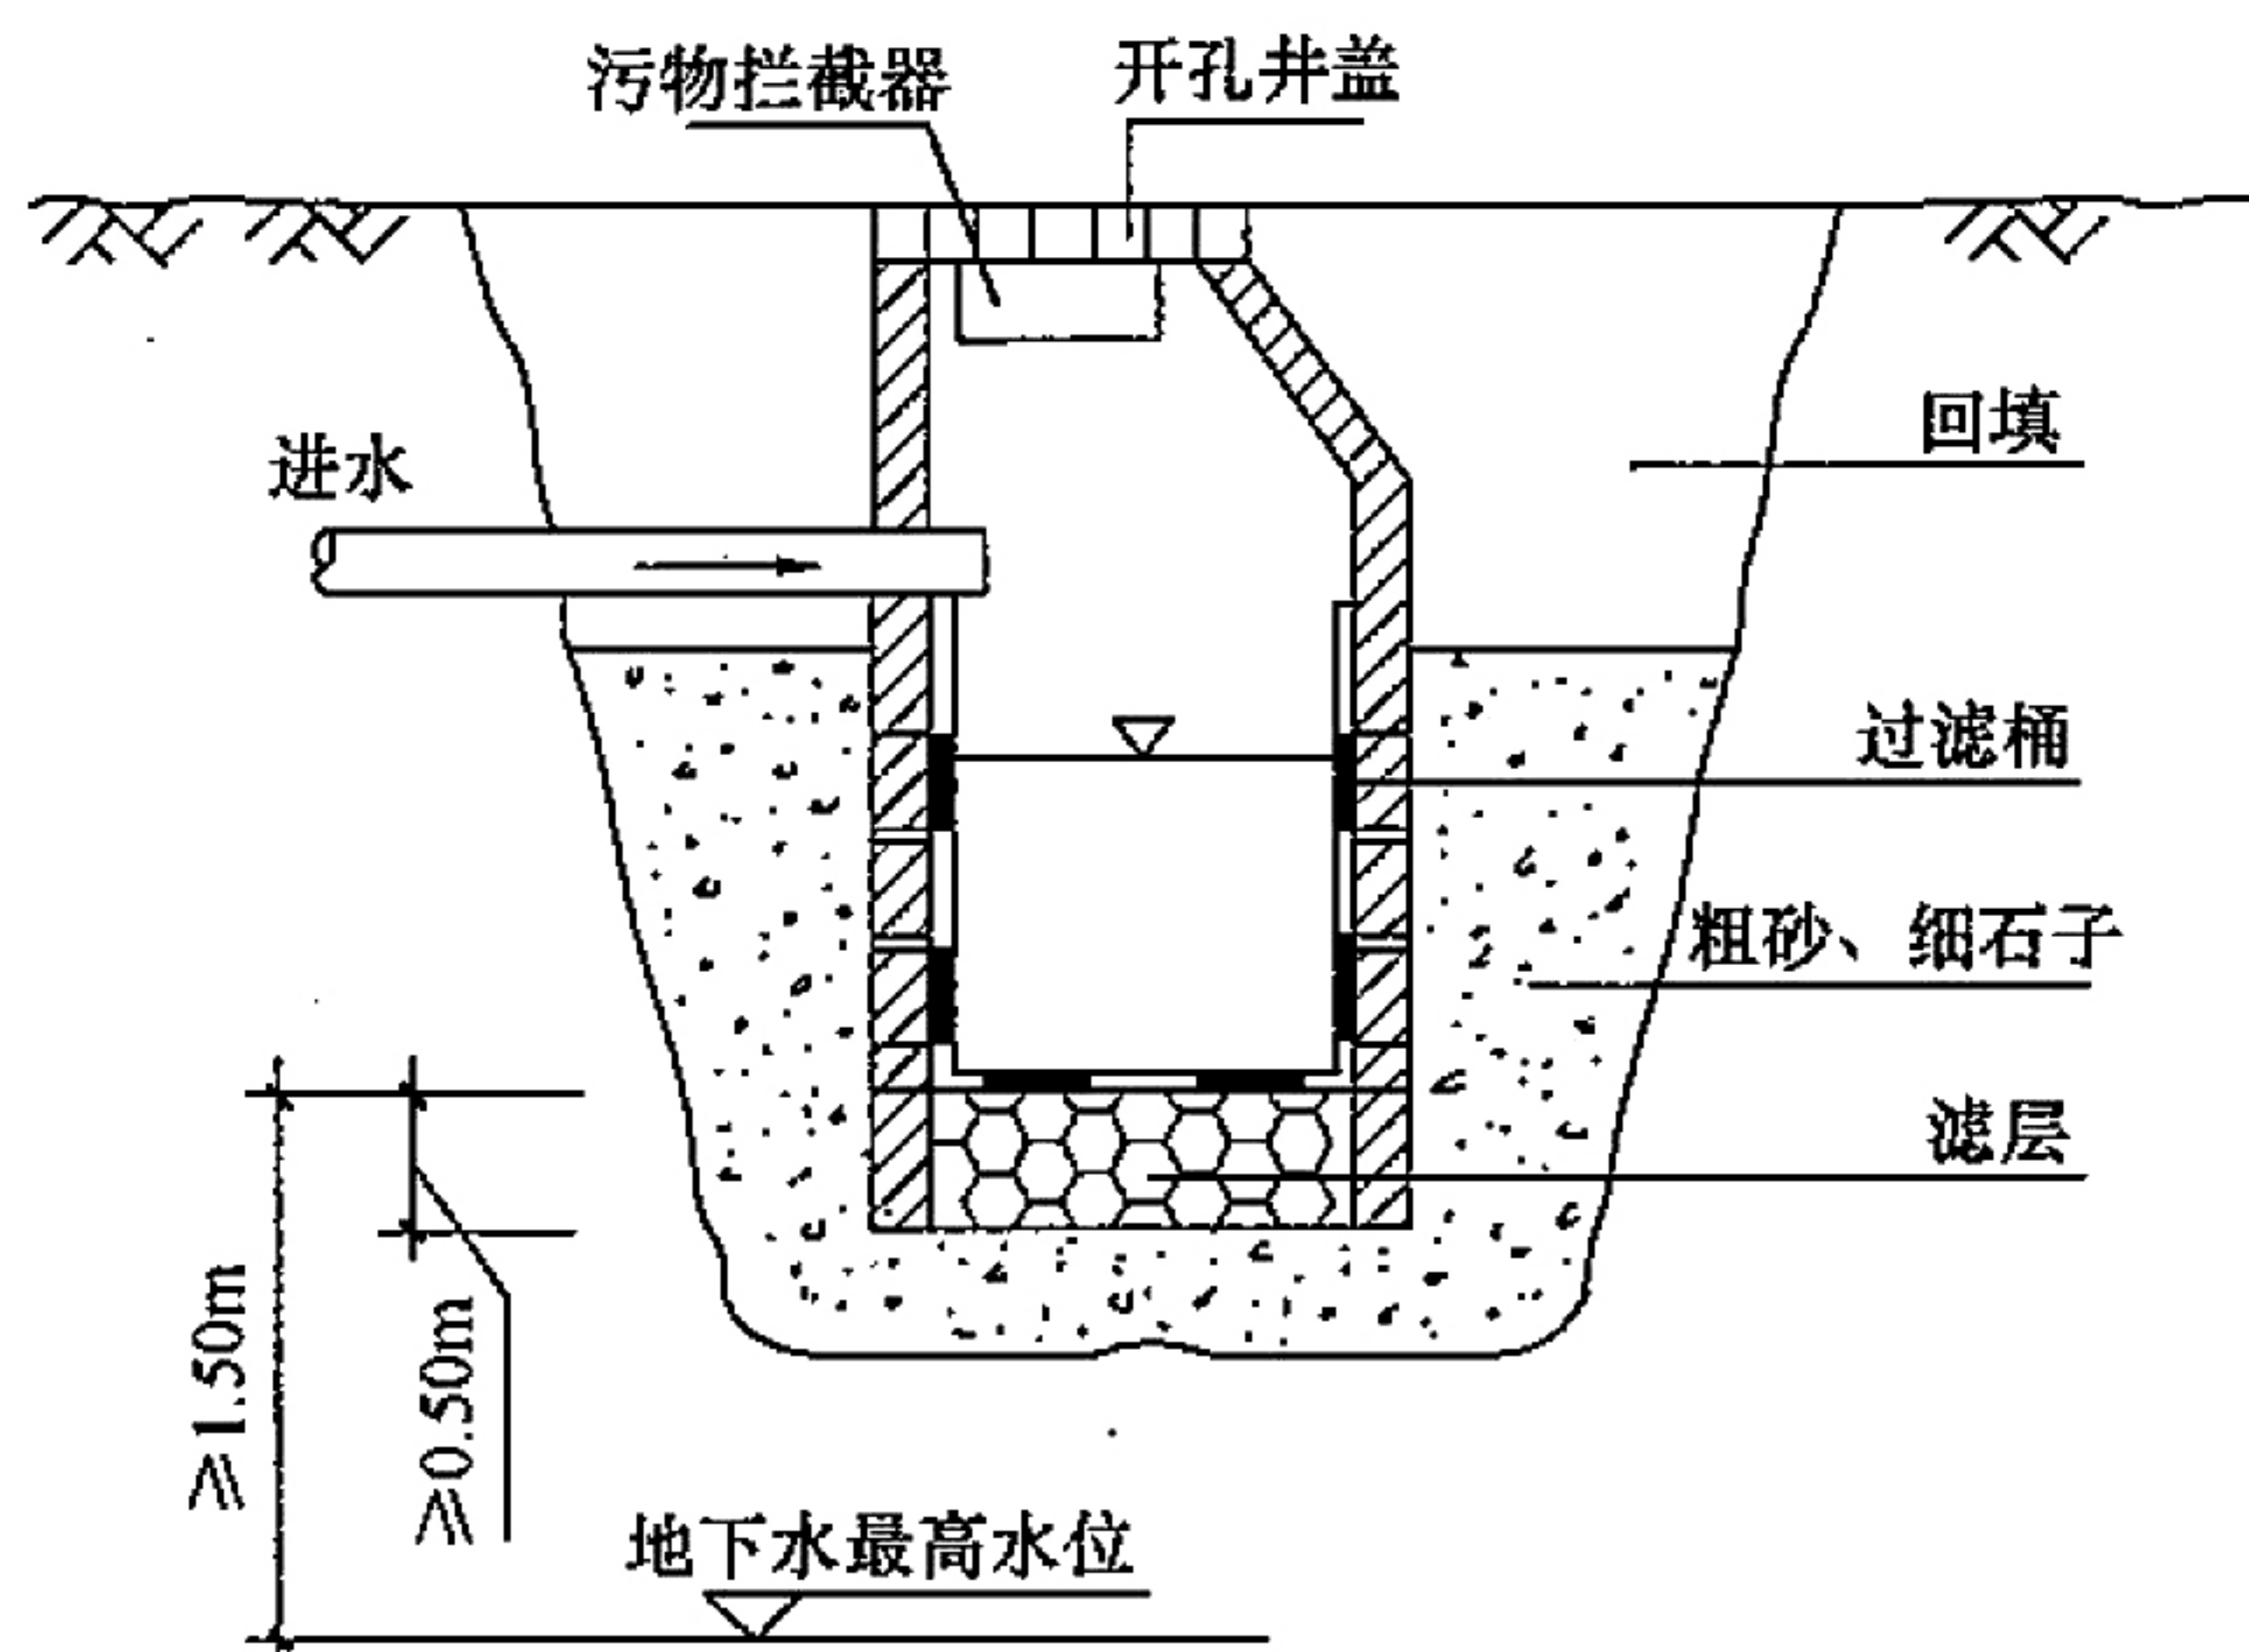 污物拦截器
开孔井盖
进水
回填
过滤桶
粗砂、细石子
滤层
≥1.50m
≥0.50m
地下水最高水位